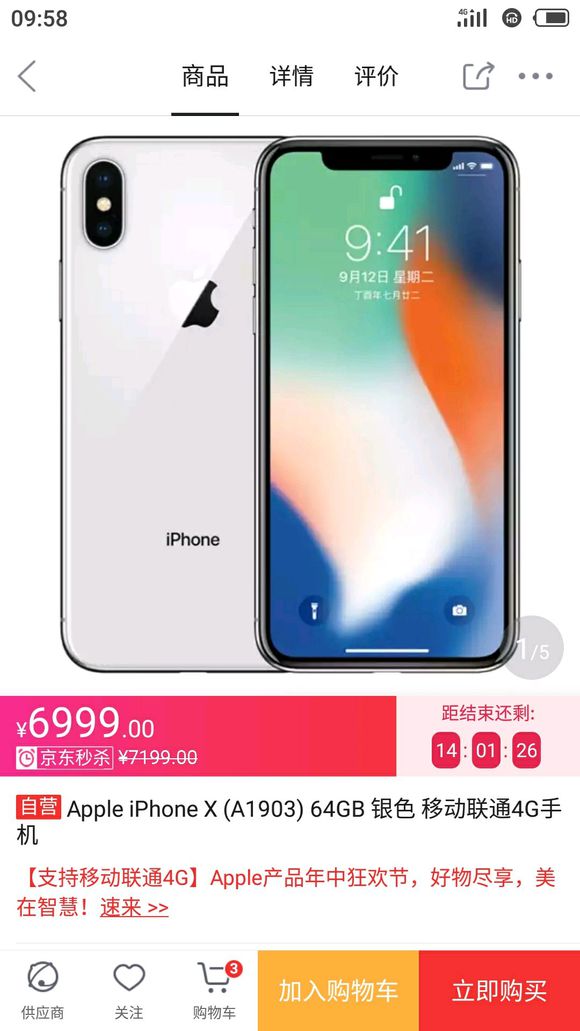 09:58
4G HD
商品 详情 评价
9:41
9月12日 星期二
丁酉年七月廿二
iPhone
1/5
¥6999.00
京东秒杀 ¥7199.00
距结束还剩:
14:01:26
自营 Apple iPhone X (A1903) 64GB 银色 移动联通4G手
机
【支持移动联通4G】Apple产品年中狂欢节，好物尽享，美
在智慧！速来 >>
3
供应商 关注 购物车 加入购物车 立即购买